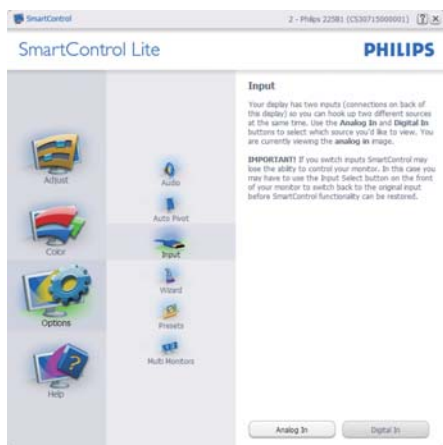 SmartControl
2 - Philips 225B1 (CS30715000001)
SmartControl Lite
PHILIPS
Adjust
Color
Options
Help
Audio
Auto Pivot
Input
Wizard
Presets
Multi Monitors
Input
Your display has two inputs (connections on back of
this display) so you can hook up two different sources
at the same time. Use the Analog In and Digital In
buttons to select which source you'd like to view. You
are currently viewing the analog in image.
IMPORTANT! If you switch inputs SmartControl may
lose the ability to control your monitor. In this case you
may have to use the Input Select button on the front
of your monitor to switch back to the original input
before SmartControl functionality can be restored.
Analog In
Digital In